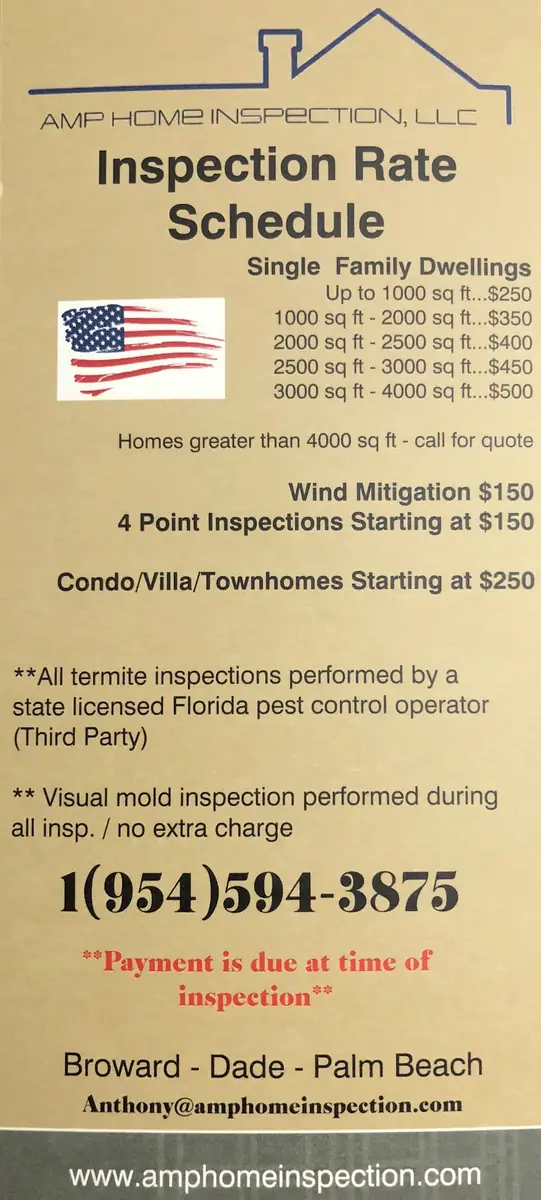 AMP HOME INSPECTION, LLC
Inspection Rate
Schedule
Single Family Dwellings
Up to 1000 sq ft...$250
1000 sq ft - 2000 sq ft...$350
2000 sq ft - 2500 sq ft...$400
2500 sq ft - 3000 sq ft...$450
3000 sq ft - 4000 sq ft...$500
Homes greater than 4000 sq ft - call for quote
Wind Mitigation $150
4 Point Inspections Starting at $150
Condo/Villa/Townhomes Starting at $250
**All termite inspections performed by a
state licensed Florida pest control operator
(Third Party)
** Visual mold inspection performed during
all insp. / no extra charge
1(954)594-3875
**Payment is due at time of
inspection**
Broward - Dade - Palm Beach
Anthony@amphomeinspection.com
www.amphomeinspection.com